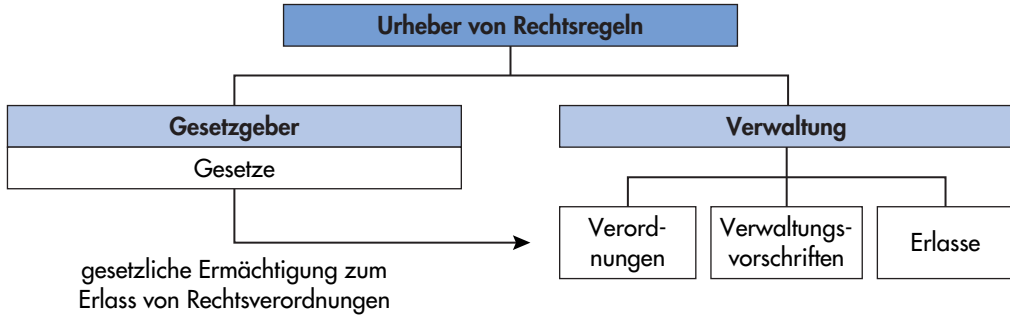 Urheber von Rechtsregeln
Gesetzgeber
Gesetze
Verwaltung
Verord-
nungen
Verwaltungs-
vorschriften
Erlasse
gesetzliche Ermächtigung zum
Erlass von Rechtsverordnungen